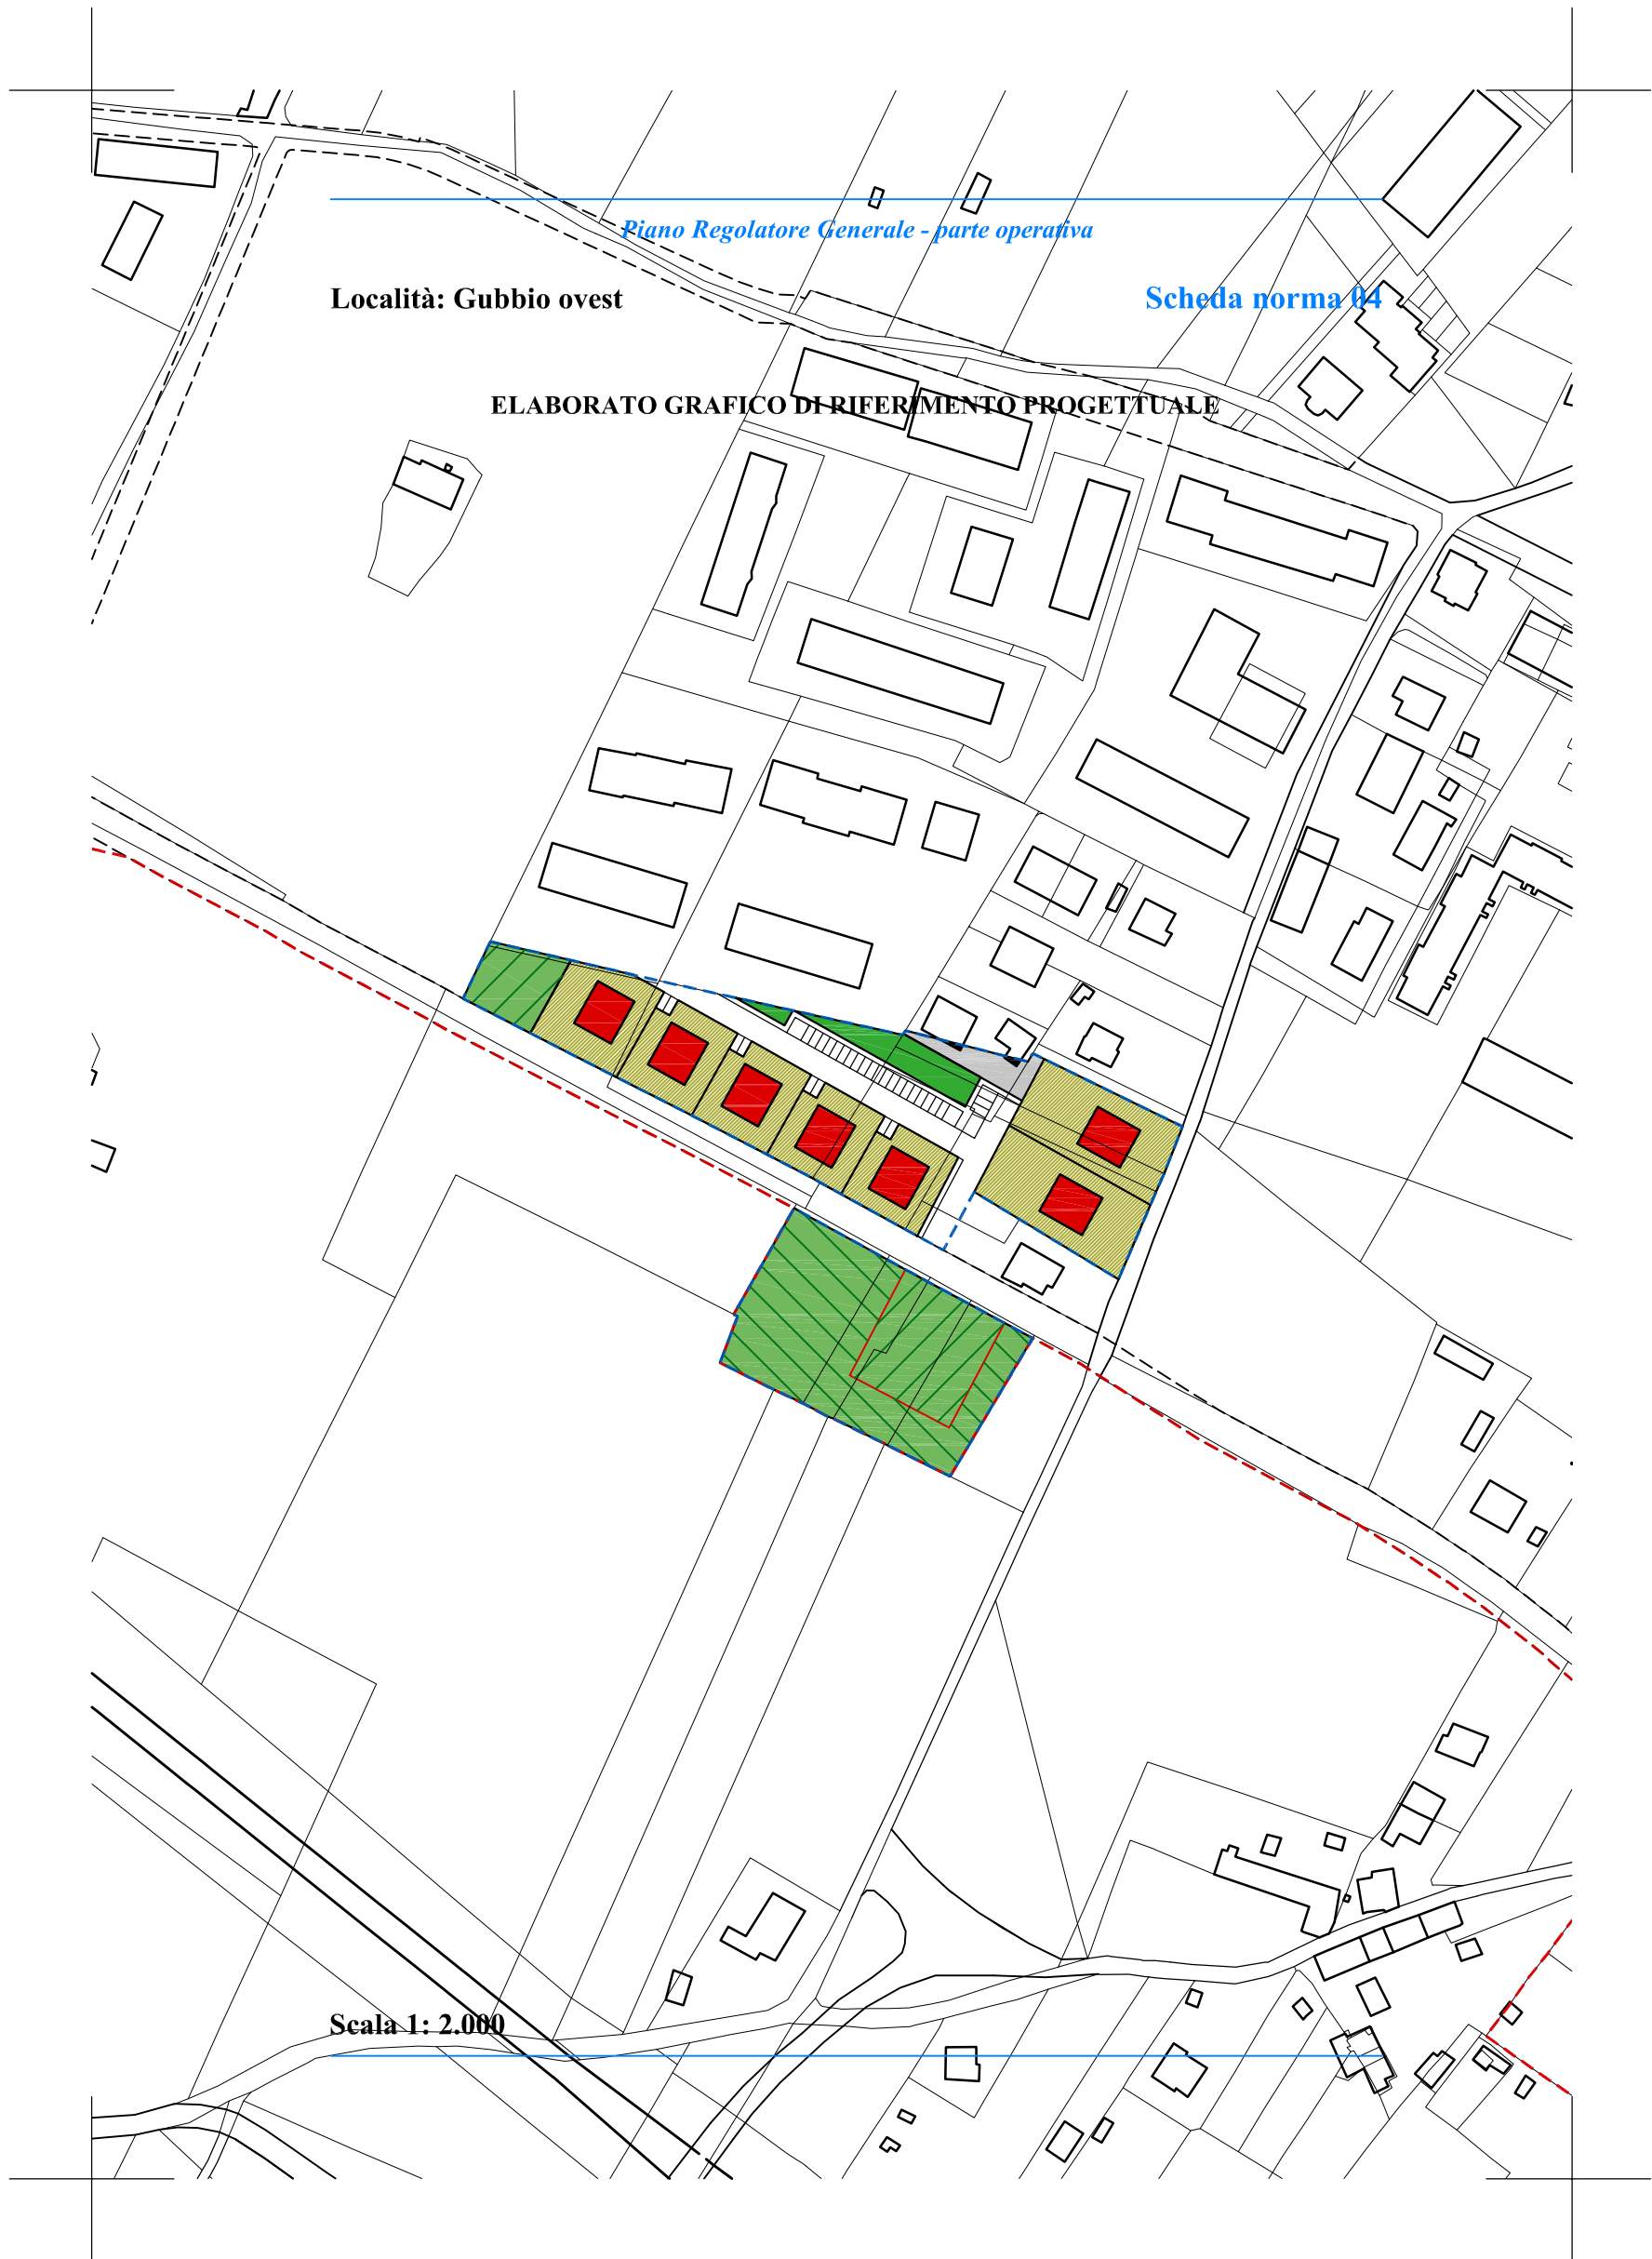 Piano Regolatore Generale - parte operativa
Località: Gubbio ovest
Scheda norma 04
ELABORATO GRAFICO DI RIFERIMENTO PROGETTUALE
Scala 1: 2.000